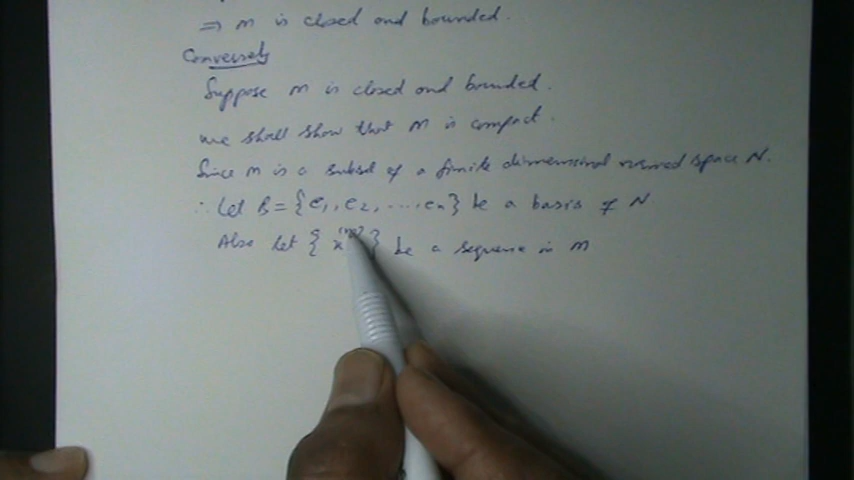 ⇒ M is closed and bounded.
Conversely
Suppose M is closed and bounded.
we shall show that M is compact.
Since M is a subset of a finite dimensional normed space N.
∴ Let B = {e₁, e₂, ....eₙ} be a basis of N
Also let {x⁽ᵐ⁾} be a sequence in M